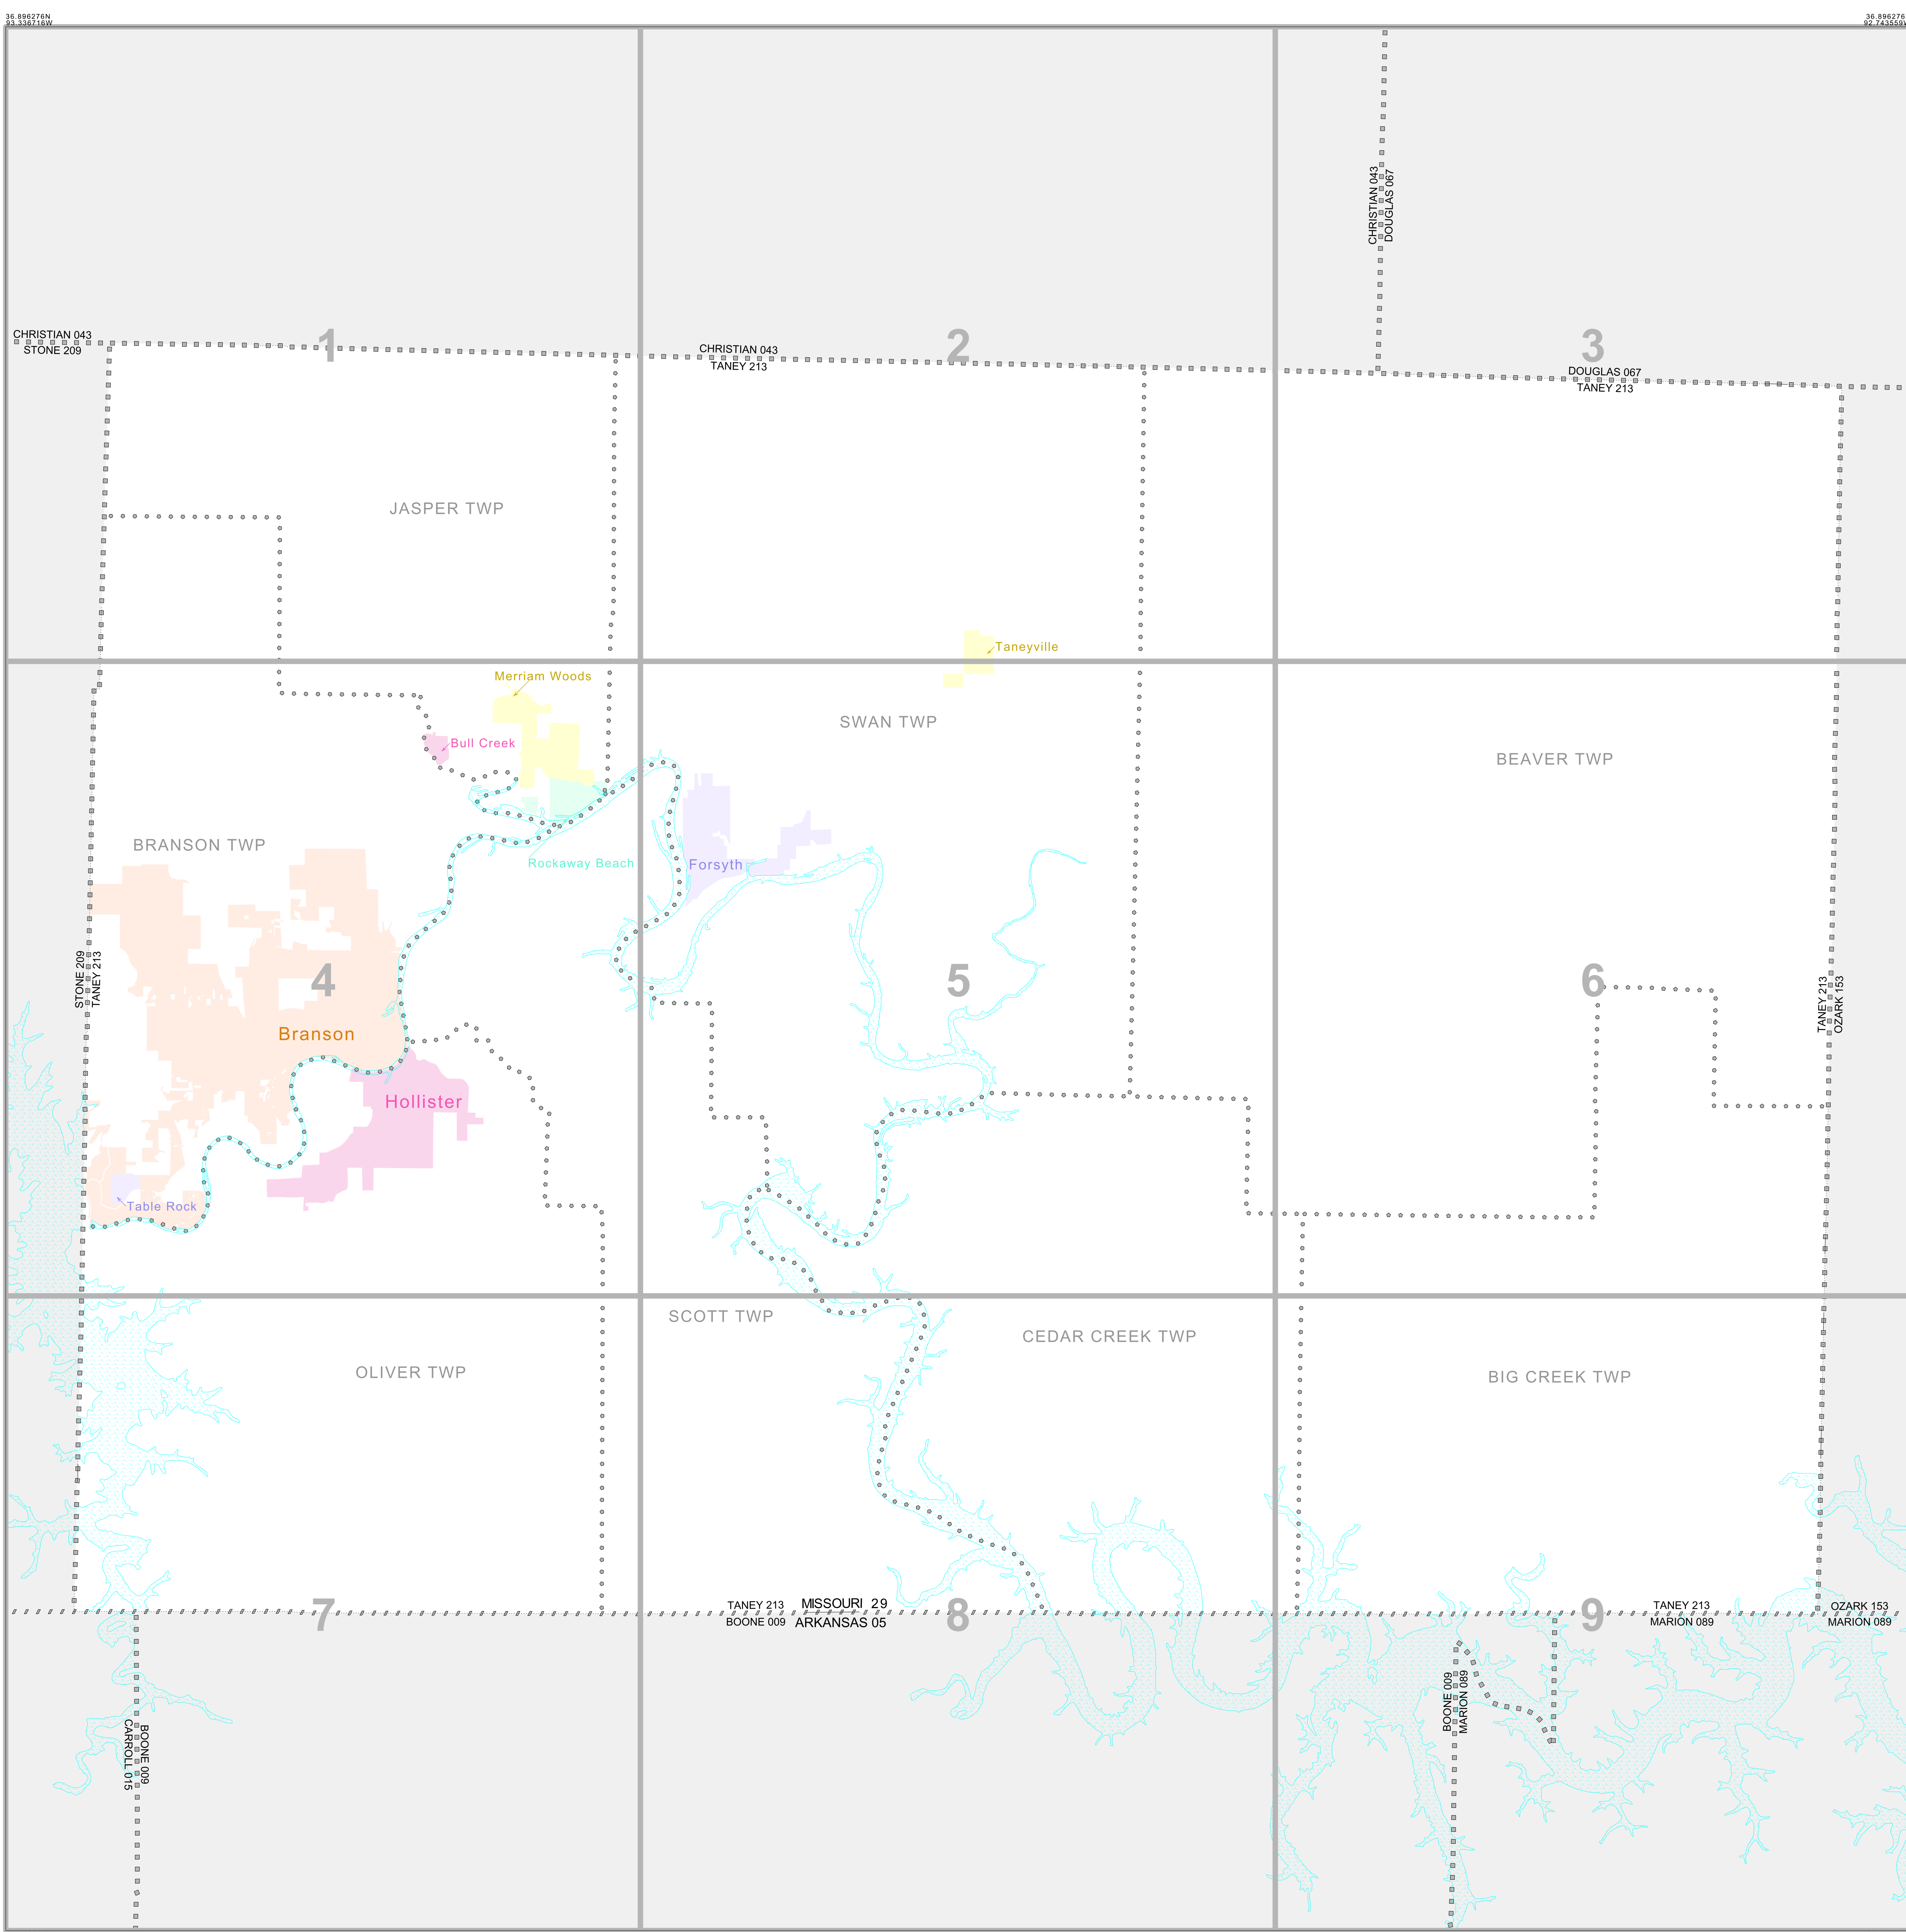 36.896276N
93.336716W
36.896276
92.743559W
CHRISTIAN 043
DOUGLAS 067
CHRISTIAN 043
STONE 209
1
CHRISTIAN 043
TANEY 213
2
3
DOUGLAS 067
TANEY 213
JASPER TWP
Taneyville
Merriam Woods
SWAN TWP
Bull Creek
BEAVER TWP
BRANSON TWP
Rockaway Beach
Forsyth
STONE 209
TANEY 213
4
5
6
TANEY 213
OZARK 153
Branson
Hollister
Table Rock
SCOTT TWP
CEDAR CREEK TWP
OLIVER TWP
BIG CREEK TWP
7
TANEY 213
BOONE 009
MISSOURI 29
ARKANSAS 05
8
9
TANEY 213
MARION 089
OZARK 153
MARION 089
BOONE 009
MARION 089
BOONE 009
CARROLL 015